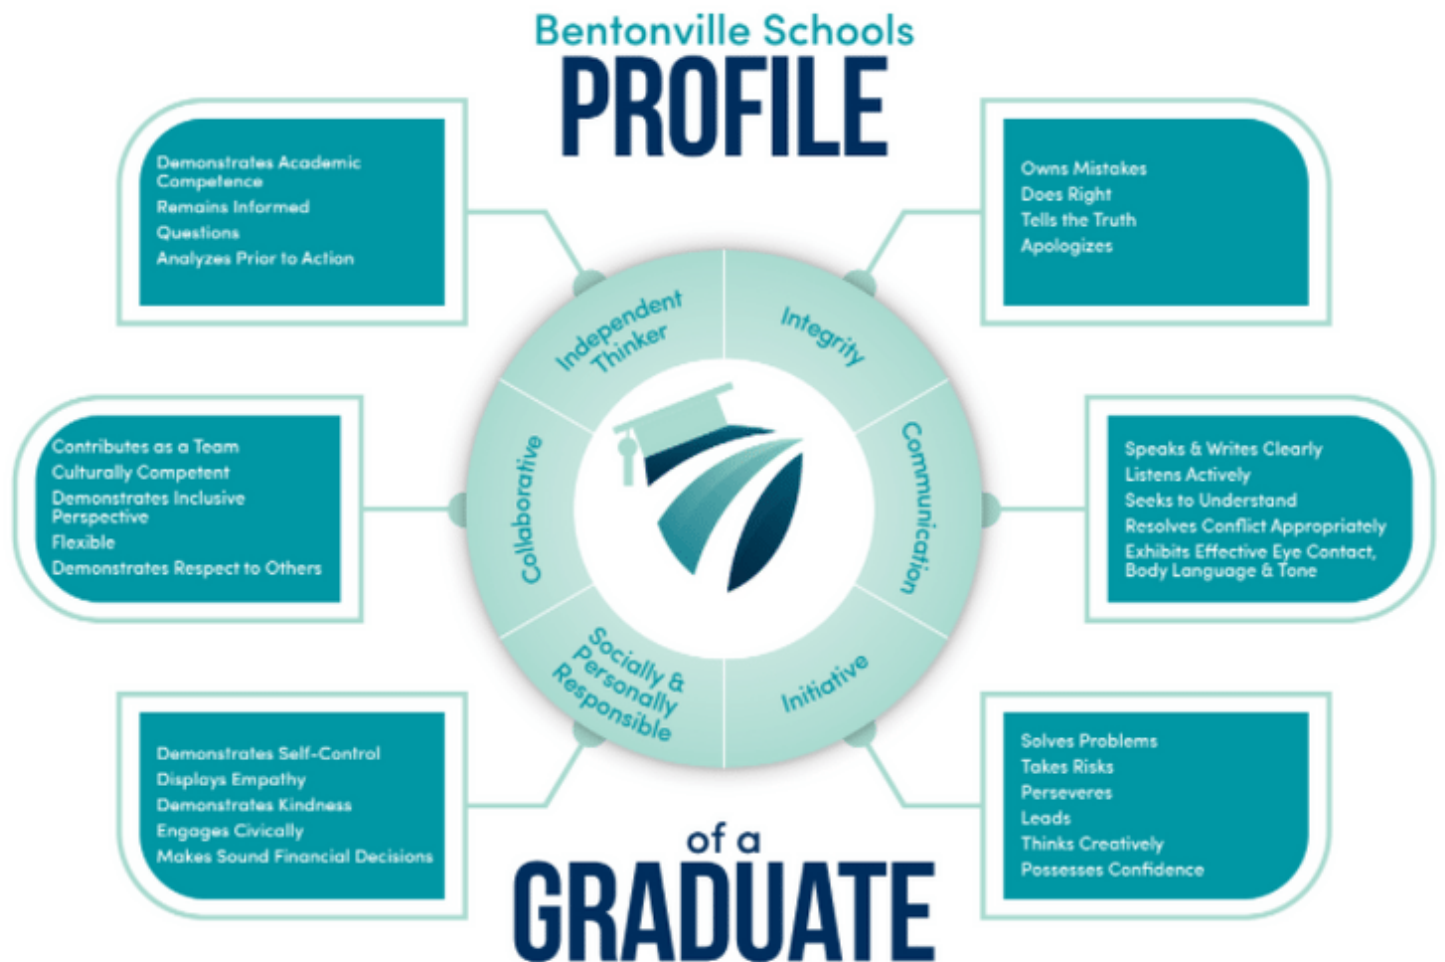 Bentonville Schools
PROFILE
Demonstrates Academic
Competence
Remains Informed
Questions
Analyzes Prior to Action
Owns Mistakes
Does Right
Tells the Truth
Apologizes
Independent
Thinker
Integrity
Contributes as a Team
Culturally Competent
Demonstrates Inclusive
Perspective
Flexible
Demonstrates Respect to Others
Collaborative
Communication
Speaks & Writes Clearly
Listens Actively
Seeks to Understand
Resolves Conflict Appropriately
Exhibits Effective Eye Contact,
Body Language & Tone
Socially &
Personally
Responsible
Initiative
Demonstrates Self-Control
Displays Empathy
Demonstrates Kindness
Engages Civically
Makes Sound Financial Decisions
Solves Problems
Takes Risks
Perseveres
Leads
Thinks Creatively
Possesses Confidence
of a
GRADUATE